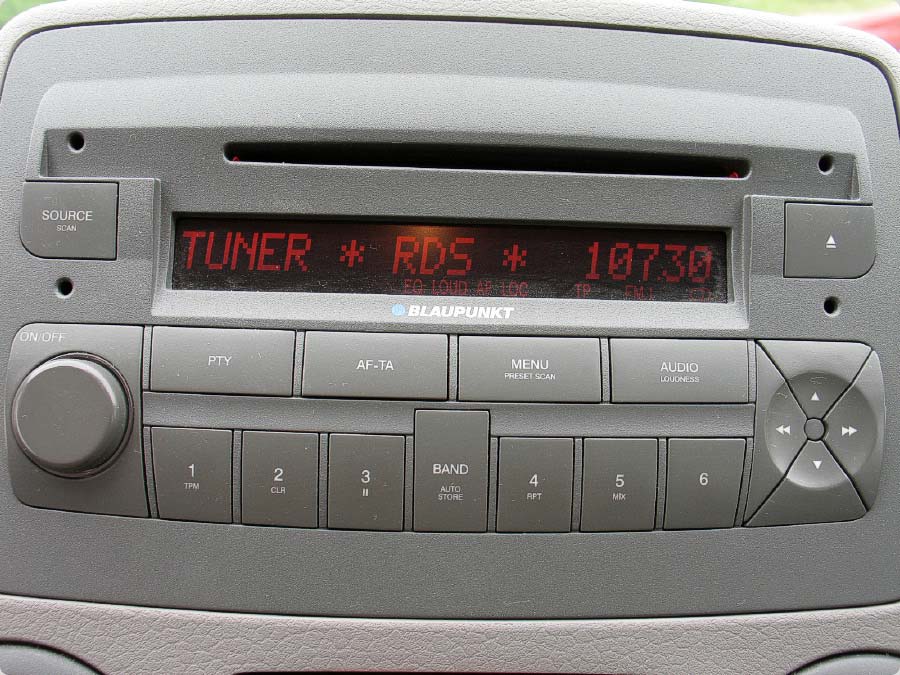 SOURCE
SCAN
TUNER * RDS * 10730
EQ LOUD AF LOC TP FM
BLAUPUNKT
ON/OFF
PTY
AF-TA
MENU
PRESET SCAN
AUDIO
LOUDNESS
1
TPM
2
CLR
3
BAND
AUTO
STORE
4
RPT
5
MIX
6